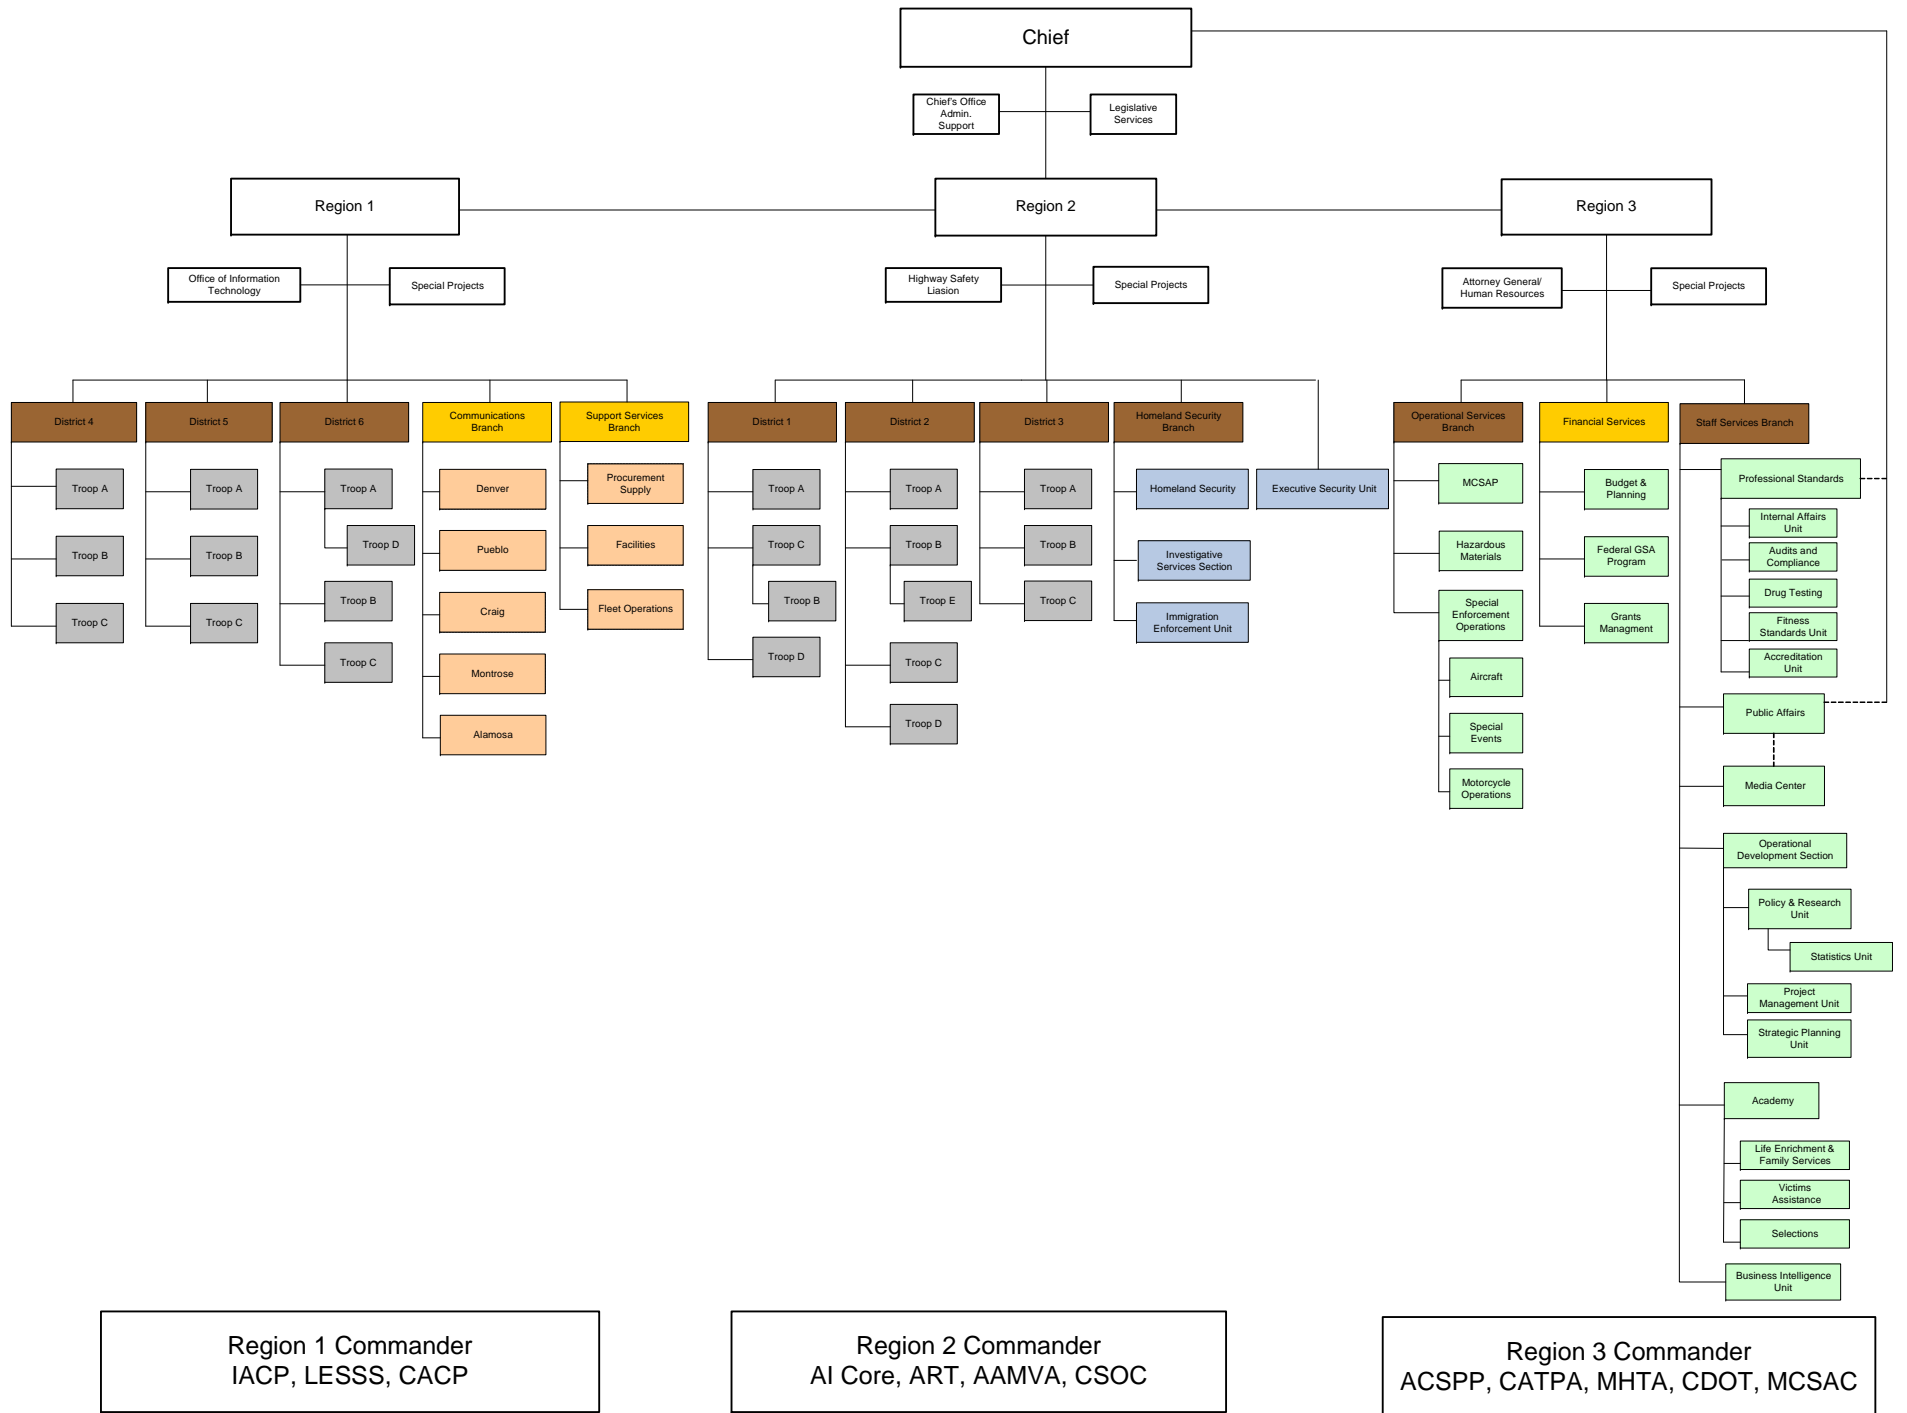 Chief
Chief's Office
Admin.
Support
Legislative
Services
Region 1
Region 2
Region 3
Office of Information
Technology
Special Projects
Highway Safety
Liasion
Special Projects
Attorney General/
Human Resources
Special Projects
District 4
Troop A
Troop B
Troop C
District 5
Troop A
Troop B
Troop C
District 6
Troop A
Troop D
Troop B
Troop C
Communications
Branch
Denver
Pueblo
Craig
Montrose
Alamosa
Support Services
Branch
Procurement
Supply
Facilities
Fleet Operations
District 1
Troop A
Troop C
Troop B
Troop D
District 2
Troop A
Troop B
Troop E
Troop C
Troop D
District 3
Troop A
Troop B
Troop C
Homeland Security
Branch
Homeland Security
Investigative
Services Section
Immigration
Enforcement Unit
Executive Security Unit
Operational Services
Branch
MCSAP
Hazardous
Materials
Special
Enforcement
Operations
Aircraft
Special
Events
Motorcycle
Operations
Financial Services
Budget &
Planning
Federal GSA
Program
Grants
Managment
Staff Services Branch
Professional Standards
Internal Affairs
Unit
Audits and
Compliance
Drug Testing
Fitness
Standards Unit
Accreditation
Unit
Public Affairs
Media Center
Operational
Development Section
Policy & Research
Unit
Statistics Unit
Project
Management Unit
Strategic Planning
Unit
Academy
Life Enrichment &
Family Services
Victims
Assistance
Selections
Business Intelligence
Unit
Region 1 Commander
IACP, LESSS, CACP
Region 2 Commander
AI Core, ART, AAMVA, CSOC
Region 3 Commander
ACSPP, CATPA, MHTA, CDOT, MCSAC